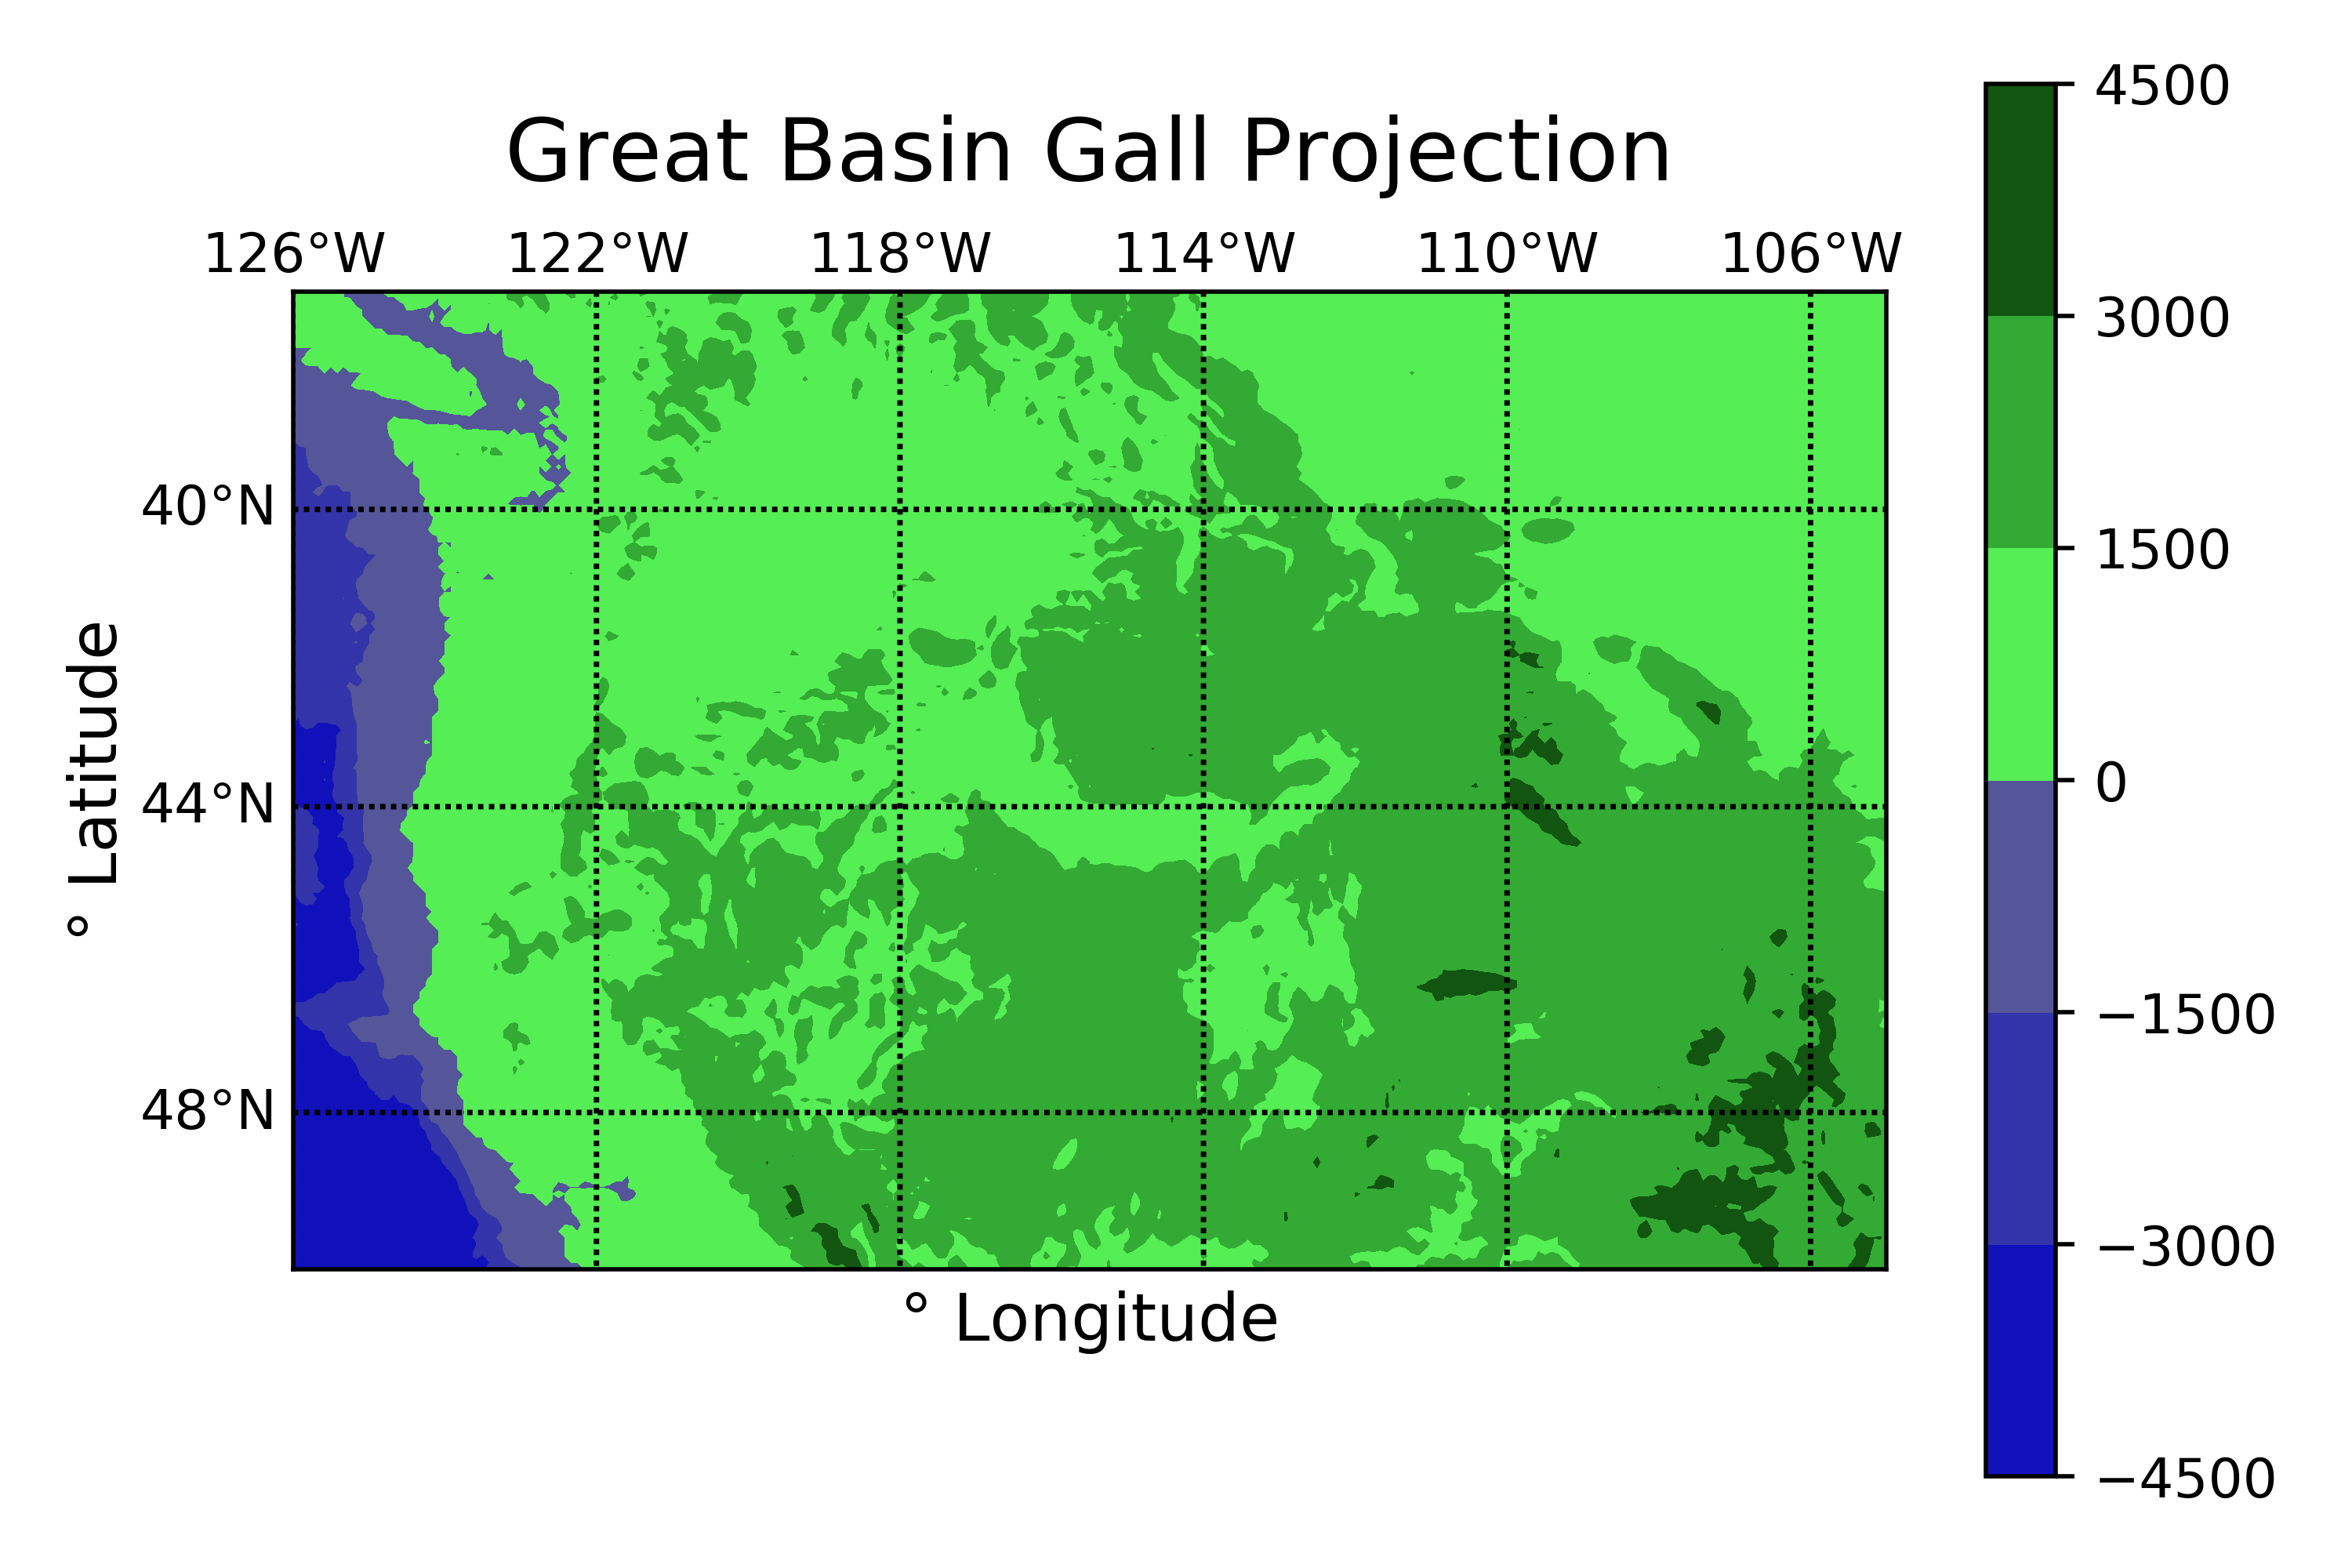 Great Basin Gall Projection
126°W 122°W 118°W 114°W 110°W 106°W
40°N
44°N
48°N
° Latitude
° Longitude
4500
3000
1500
0
−1500
−3000
−4500